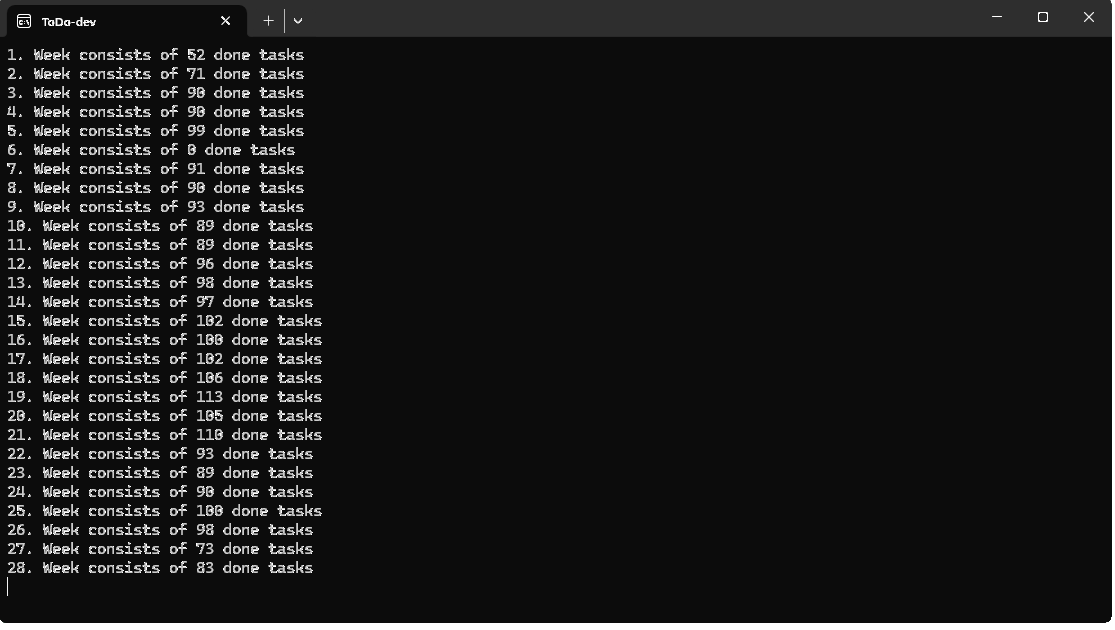 ToDo-dev
1. Week consists of 52 done tasks
2. Week consists of 71 done tasks
3. Week consists of 90 done tasks
4. Week consists of 90 done tasks
5. Week consists of 99 done tasks
6. Week consists of 0 done tasks
7. Week consists of 91 done tasks
8. Week consists of 90 done tasks
9. Week consists of 93 done tasks
10. Week consists of 89 done tasks
11. Week consists of 89 done tasks
12. Week consists of 96 done tasks
13. Week consists of 98 done tasks
14. Week consists of 97 done tasks
15. Week consists of 102 done tasks
16. Week consists of 100 done tasks
17. Week consists of 102 done tasks
18. Week consists of 106 done tasks
19. Week consists of 113 done tasks
20. Week consists of 105 done tasks
21. Week consists of 110 done tasks
22. Week consists of 93 done tasks
23. Week consists of 89 done tasks
24. Week consists of 90 done tasks
25. Week consists of 100 done tasks
26. Week consists of 98 done tasks
27. Week consists of 73 done tasks
28. Week consists of 83 done tasks